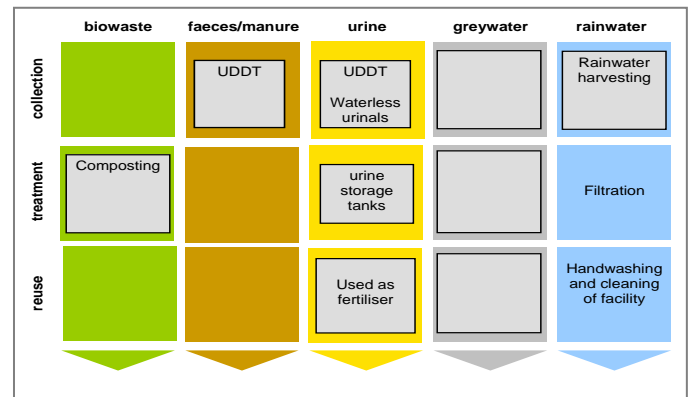 biowaste
faeces/manure
urine
greywater
rainwater
collection
UDDT
UDDT
Waterless
urinals
Rainwater
harvesting
treatment
Composting
urine
storage
tanks
Filtration
reuse
Used as
fertiliser
Handwashing
and cleaning
of facility